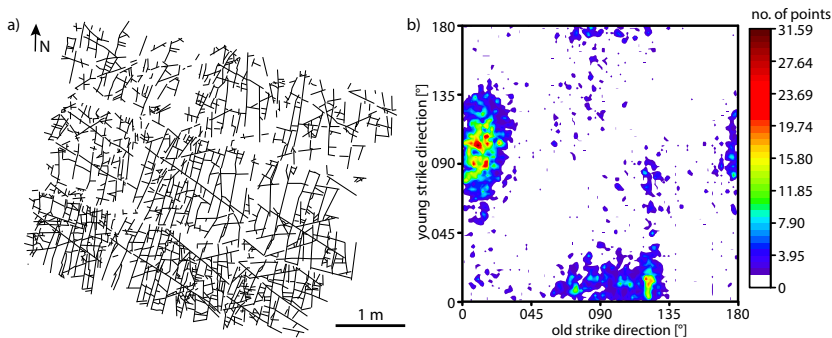 a)
N
1 m
b)
no. of points
180
135
090
045
0
young strike direction [°]
0
045
090
135
180
old strike direction [°]
31.59
27.64
23.69
19.74
15.80
11.85
7.90
3.95
0